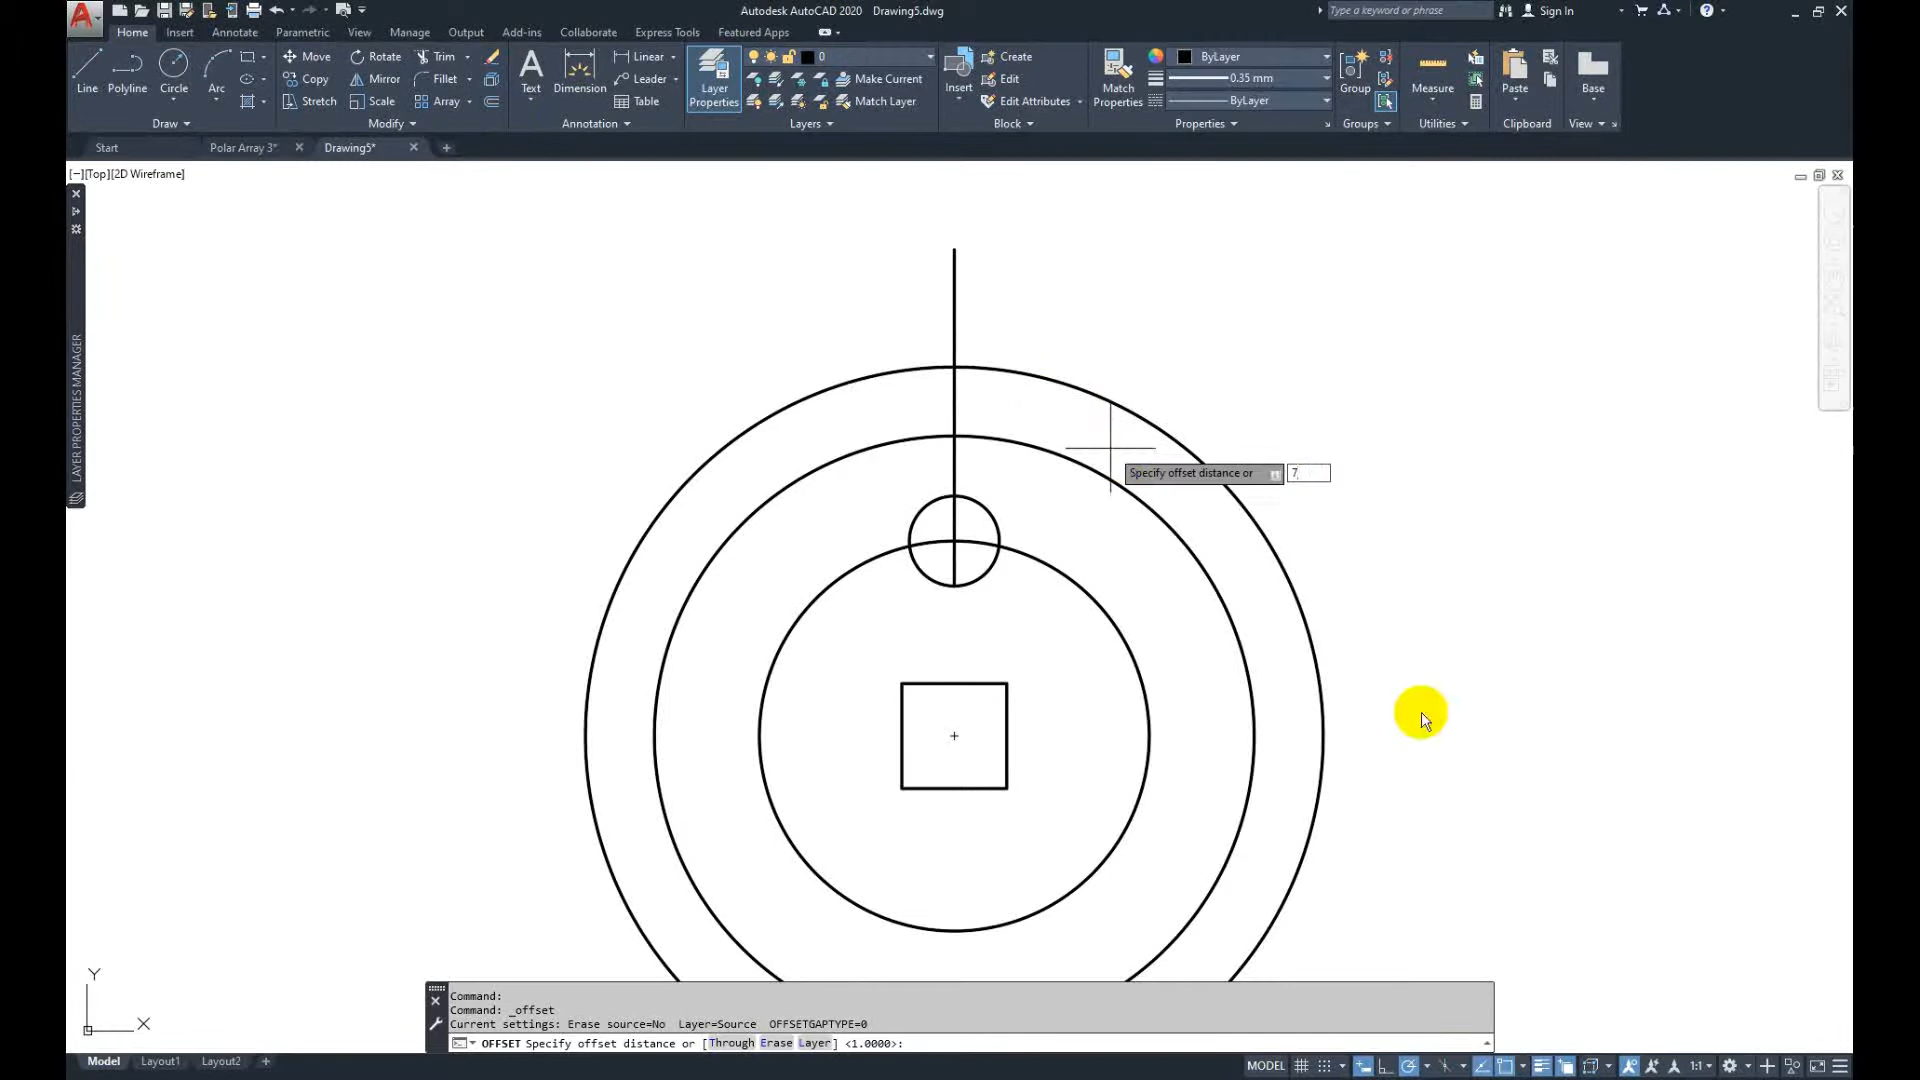 Autodesk AutoCAD 2020 Drawing5.dwg
Type a keyword or phrase
Sign In
Home Insert Annotate Parametric View Manage Output Add-ins Collaborate Express Tools Featured Apps
Line Polyline Circle Arc
Move Rotate Trim
Copy Mirror Fillet
Stretch Scale Array
Text Dimension
Linear
Leader
Table
Layer Properties
0
Make Current
Match Layer
Insert
Create
Edit
Edit Attributes
Match Properties
ByLayer
0.35 mm
ByLayer
Group
Measure
Paste
Base
Draw Modify Annotation Layers Block Properties Groups Utilities Clipboard View
Start Polar Array 3* Drawing5*
[−][Top][2D Wireframe]
LAYER PROPERTIES MANAGER
Specify offset distance or 7
Y
X
Command:
Command: _offset
Current settings: Erase source=No Layer=Source OFFSETGAPTYPE=0
OFFSET Specify offset distance or [Through Erase Layer] <1.0000>:
Model Layout1 Layout2 +
MODEL 1:1